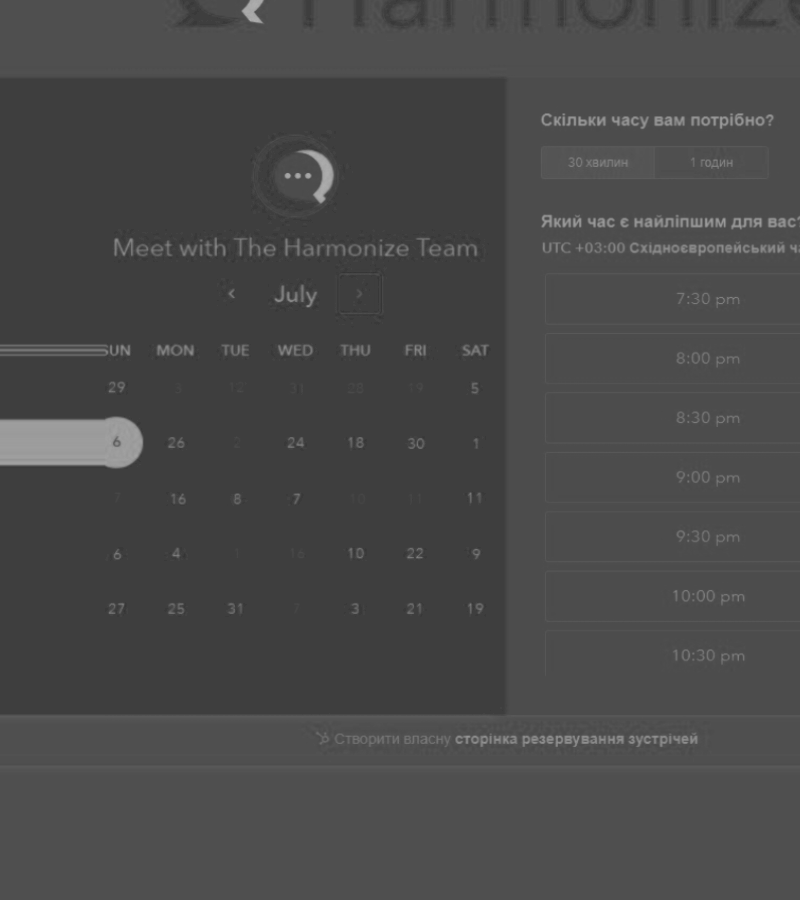 Harmonize
Meet with The Harmonize Team
July
SUN MON TUE WED THU FRI SAT
29 5 12 31 28 19 5
6 26 2 24 18 30 1
7 16 8 7 10 11 11
6 4 1 16 10 22 9
27 25 31 7 3 21 19
Скільки часу вам потрібно?
30 хвилин 1 годин
Який час є найліпшим для вас?
UTC +03:00 Східноєвропейський
7:30 pm
8:00 pm
8:30 pm
9:00 pm
9:30 pm
10:00 pm
10:30 pm
Створити власну сторінка резервування зустрічей